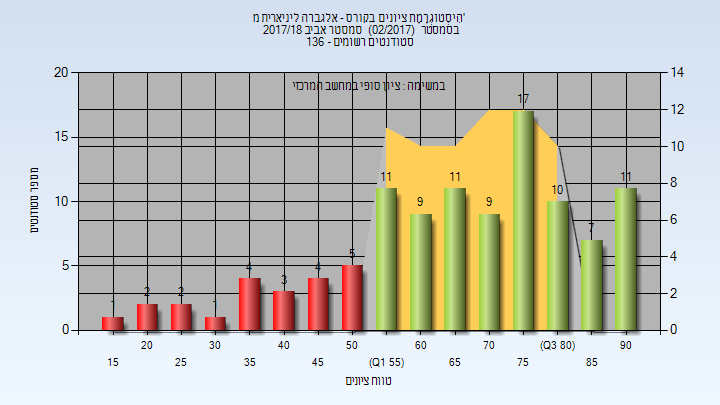 הִיסְטוֹגְרַמַת ציונים בקורס - אלגברה ליניארית מ'
בסמסטר (02/2017) סמסטר אביב 2017/18
סטודנטים רשומים - 136
במשימה : ציון סופי במחשב המרכזי
20 15 10 5 0
מספר סטודנטים
14 12 10 8 6 4 2 0
1 2 2 1 4 3 4 5 11 9 11 9 17 10 7 11
20 30 40 50 60 70 (Q3 80) 90
15 25 35 45 (Q1 55) 65 75 85
טווח ציונים